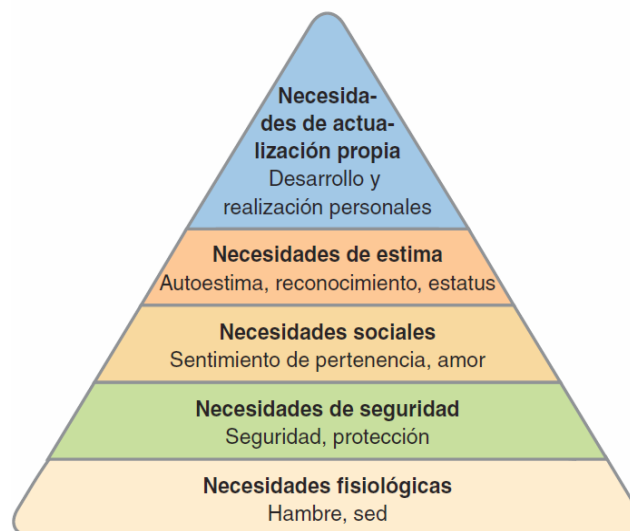 Necesida-
des de actua-
lización propia
Desarrollo y
realización personales
Necesidades de estima
Autoestima, reconocimiento, estatus
Necesidades sociales
Sentimiento de pertenencia, amor
Necesidades de seguridad
Seguridad, protección
Necesidades fisiológicas
Hambre, sed